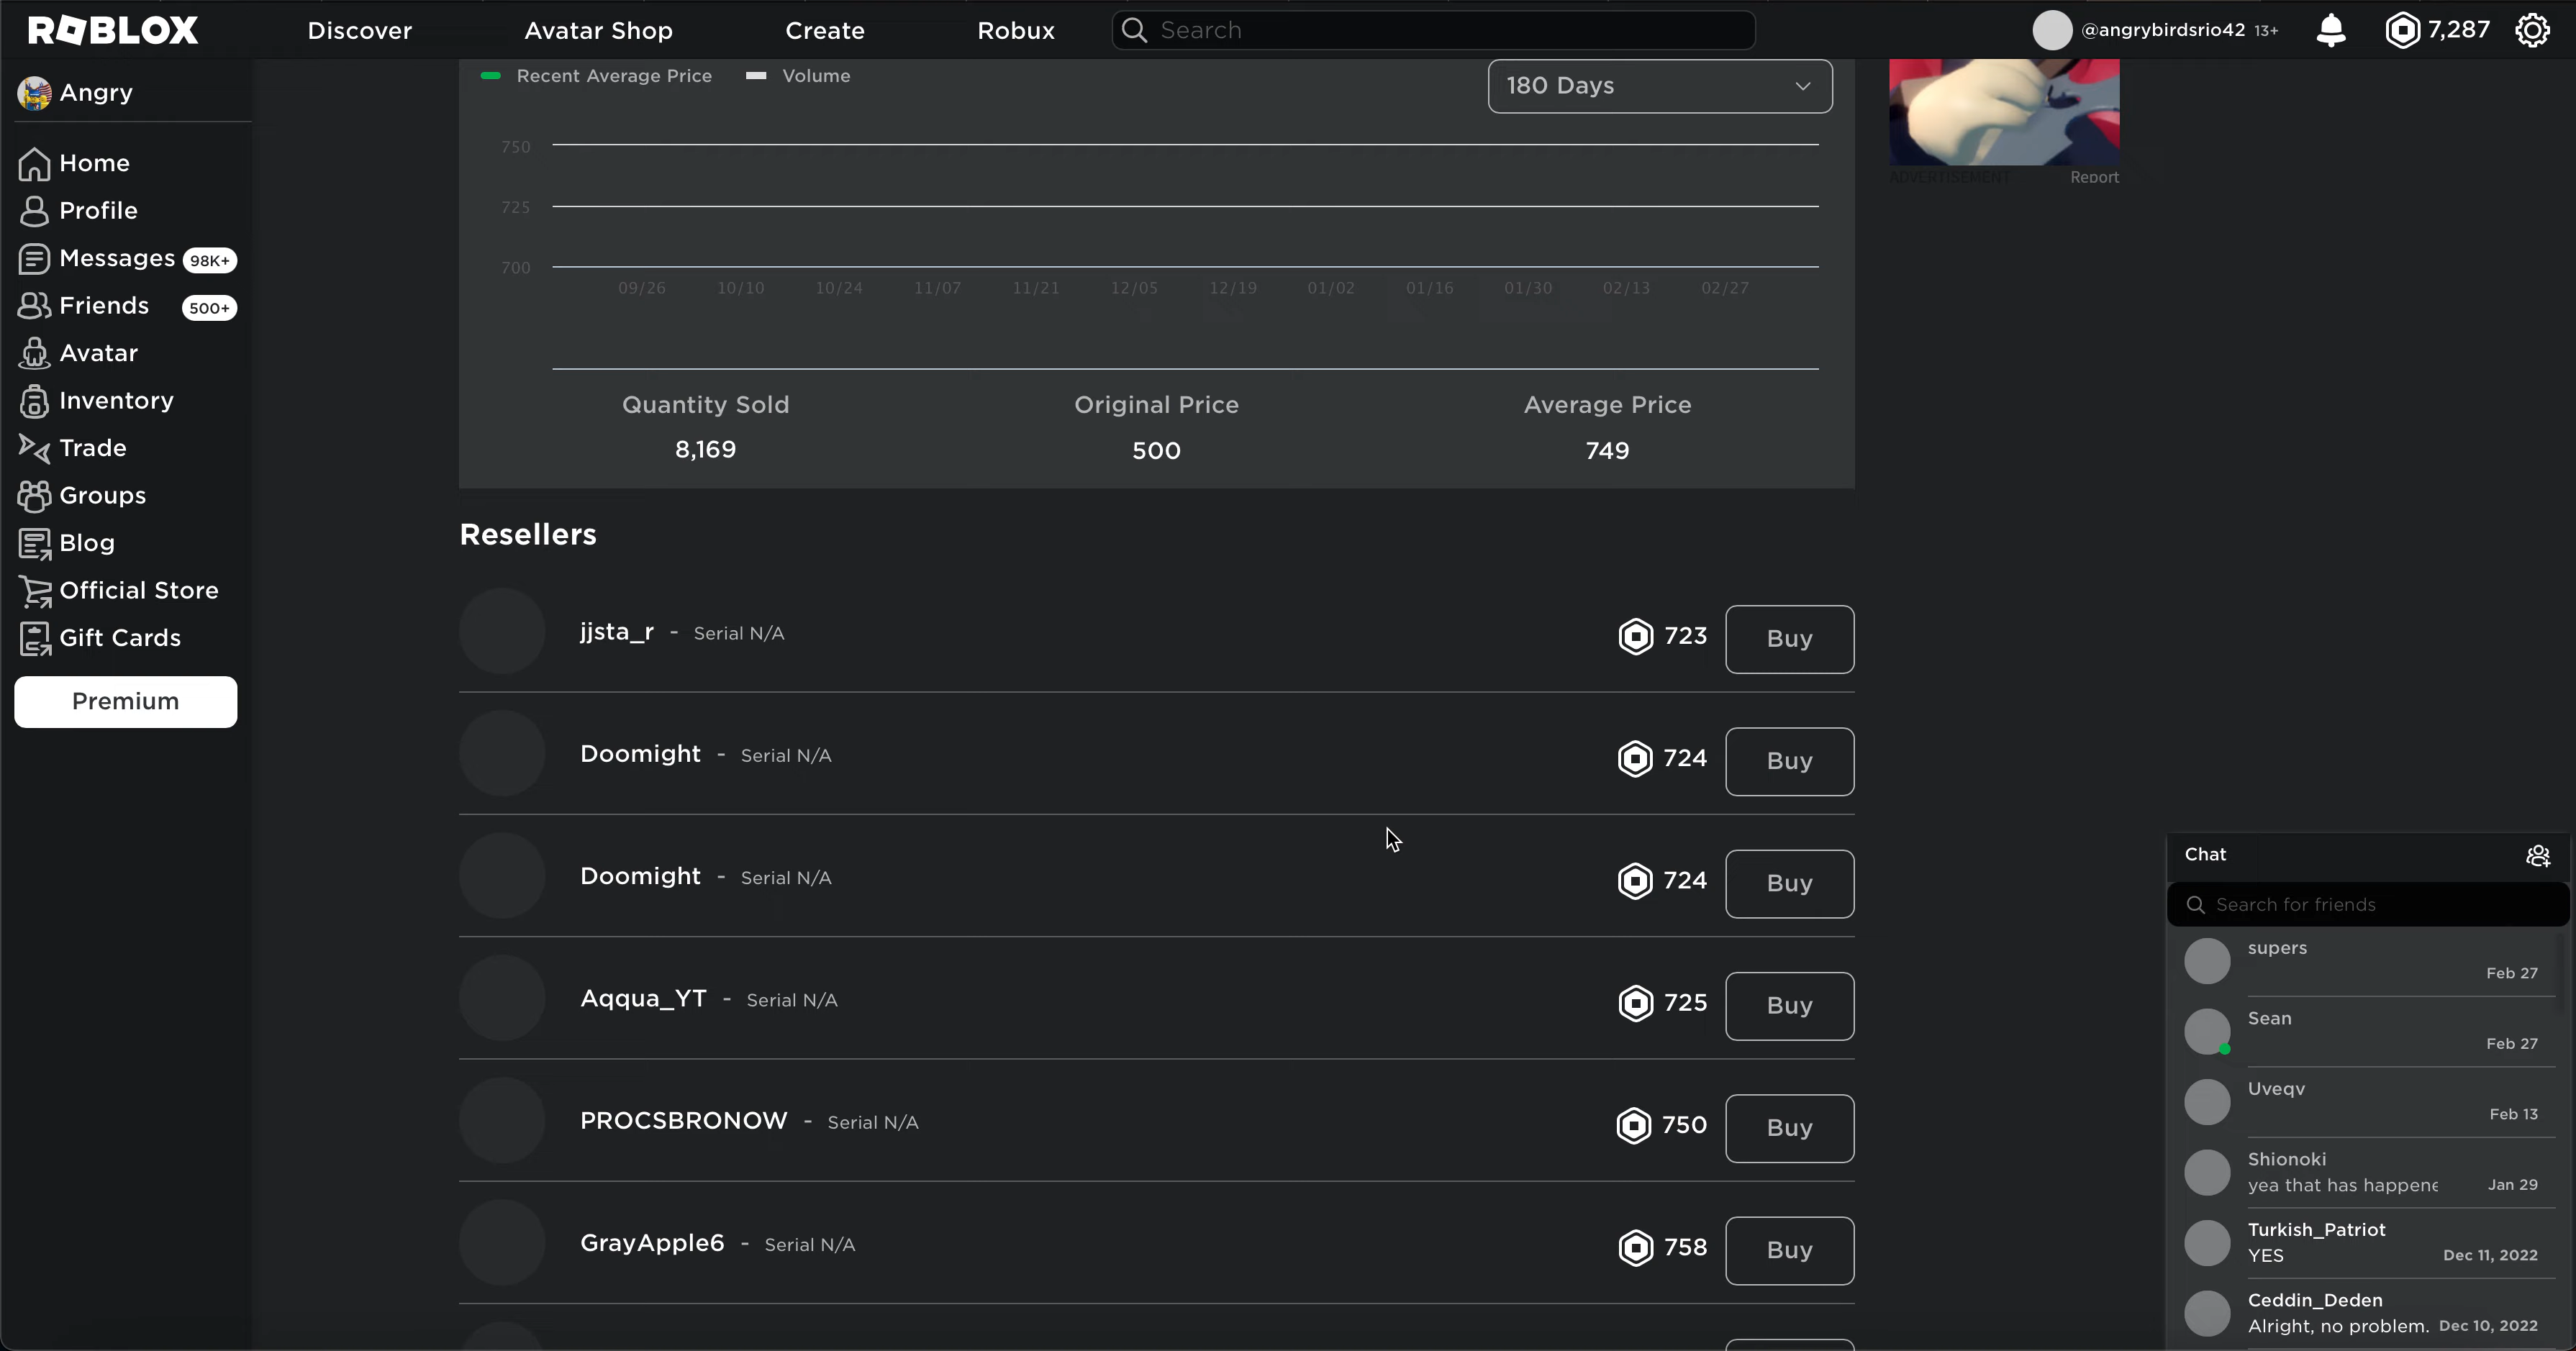 ROBLOX Discover Avatar Shop Create Robux Search @angrybirdsrio42 13+ 7,287
Angry
Home
Profile
Messages 98K+
Friends 500+
Avatar
Inventory
Trade
Groups
Blog
Official Store
Gift Cards
Premium
Recent Average Price Volume 180 Days
750
725
700
09/26 10/10 10/24 11/07 11/21 12/05 12/19 01/02 01/16 01/30 02/13 02/27
Quantity Sold Original Price Average Price
8,169 500 749
ADVERTISEMENT Report
Resellers
jjsta_r - Serial N/A 723 Buy
Doomight - Serial N/A 724 Buy
Doomight - Serial N/A 724 Buy
Aqqua_YT - Serial N/A 725 Buy
PROCSBRONOW - Serial N/A 750 Buy
GrayApple6 - Serial N/A 758 Buy
Chat
Search for friends
supers
Feb 27
Sean
Feb 27
Uveqv
Feb 13
Shionoki
yea that has happene Jan 29
Turkish_Patriot
YES Dec 11, 2022
Ceddin_Deden
Alright, no problem. Dec 10, 2022